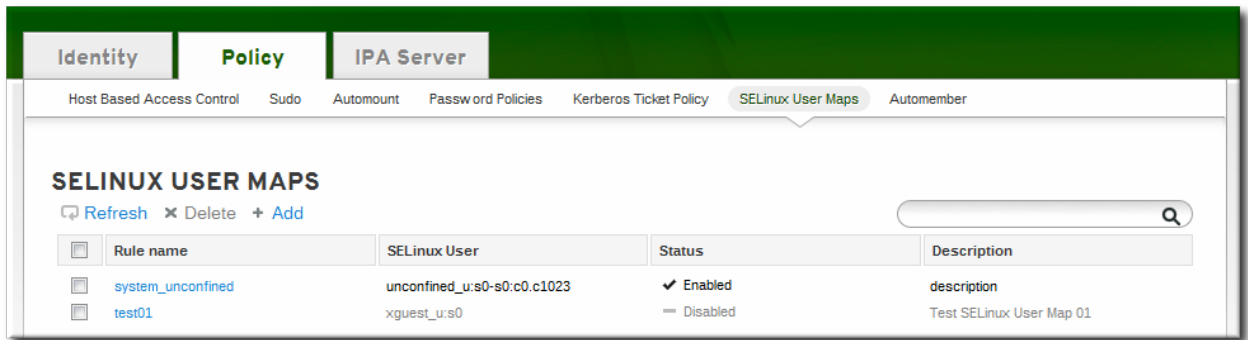 Identity Policy IPA Server
Host Based Access Control Sudo Automount Password Policies Kerberos Ticket Policy SELinux User Maps Automember
SELINUX USER MAPS
Refresh Delete Add
Rule name SELinux User Status Description
system_unconfined unconfined_u:s0-s0:c0.c1023 Enabled description
test01 xguest_u:s0 Disabled Test SELinux User Map 01